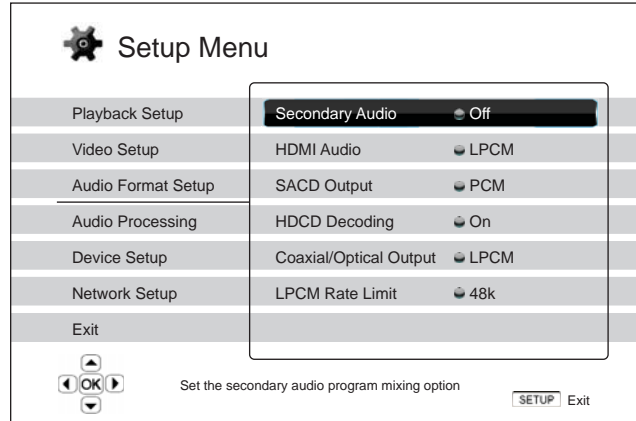 Setup Menu
Playback Setup
Secondary Audio Off
Video Setup
HDMI Audio LPCM
Audio Format Setup
SACD Output PCM
Audio Processing
HDCD Decoding On
Device Setup
Coaxial/Optical Output LPCM
Network Setup
LPCM Rate Limit 48k
Exit
OK
Set the secondary audio program mixing option
SETUP Exit